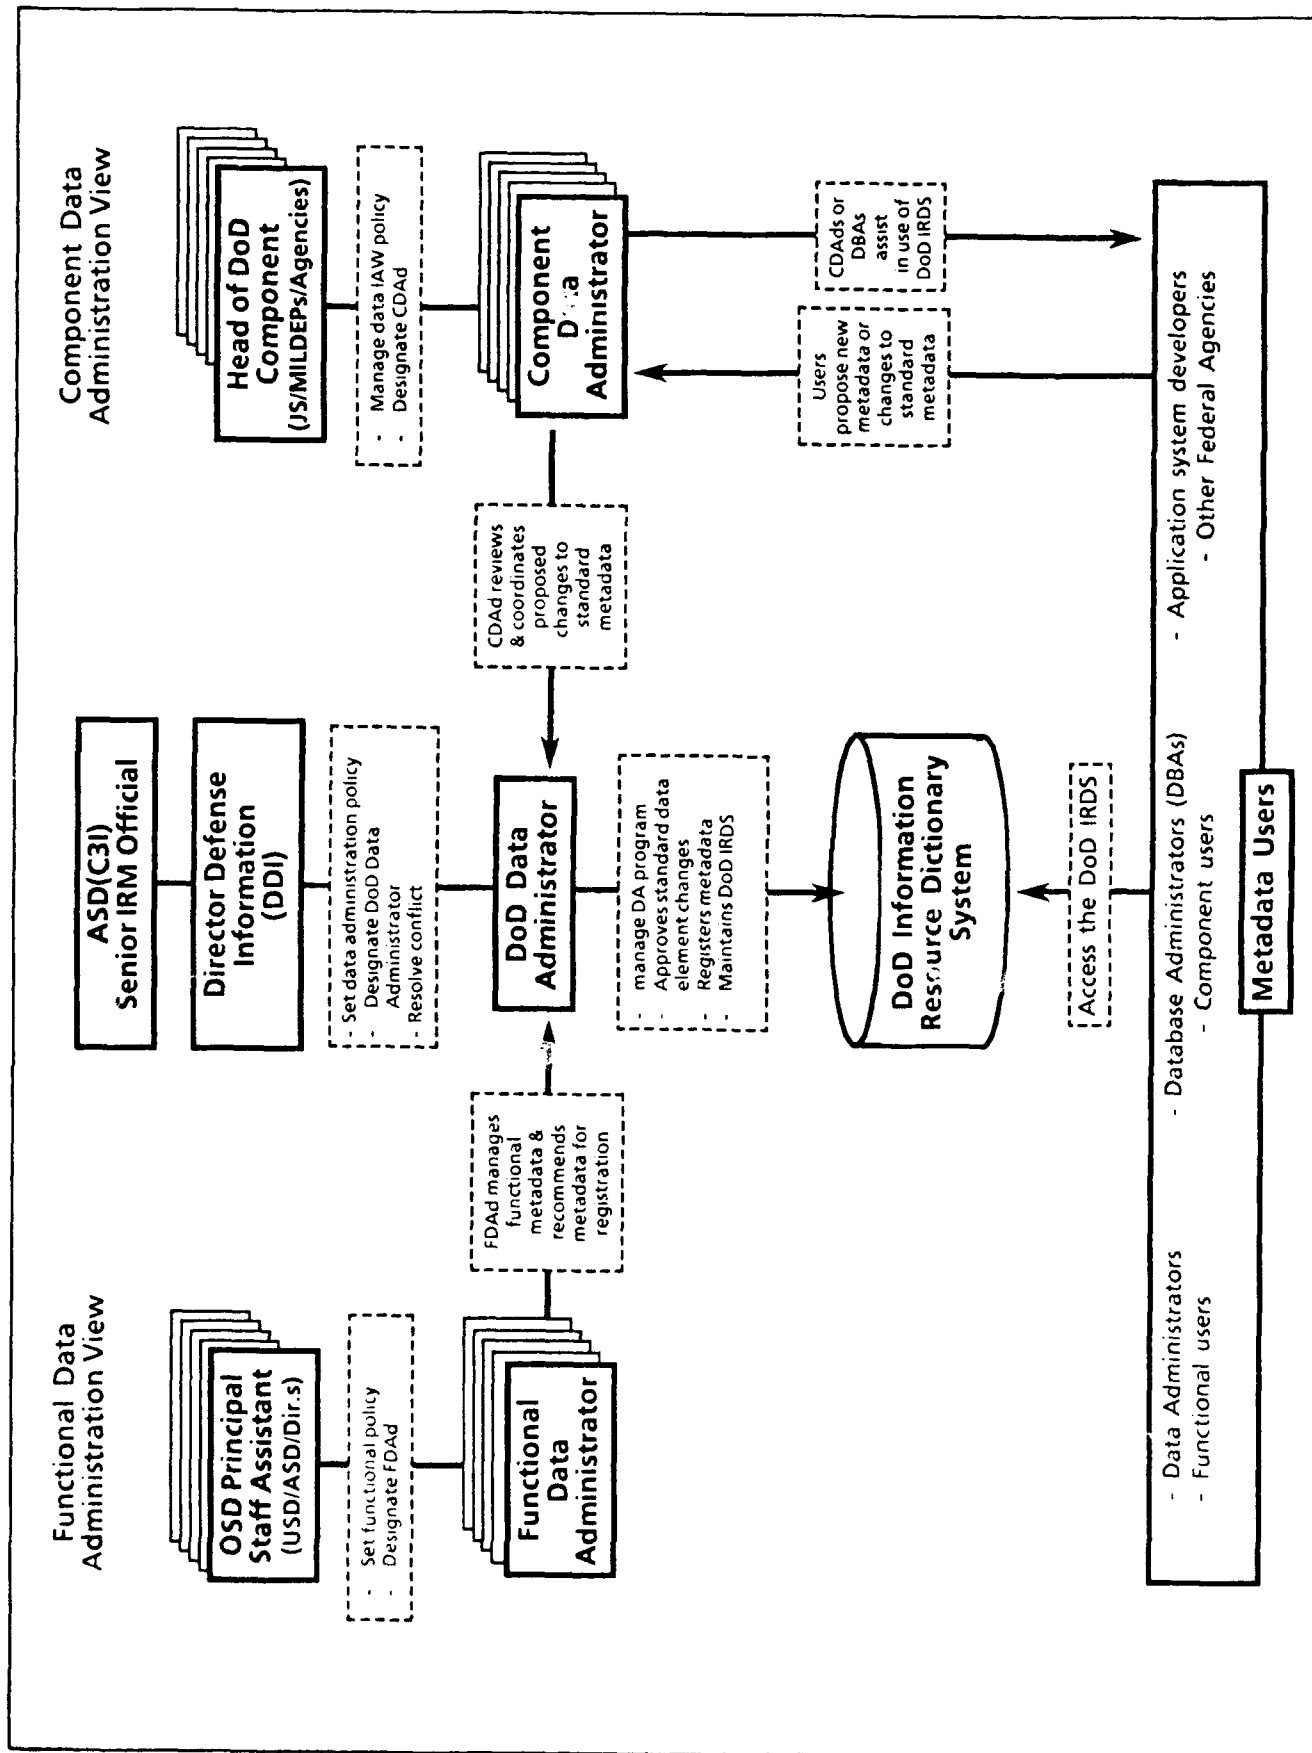 Functional Data
Administration View
OSD Principal
Staff Assistant
(USD/ASD/Dir.s)
- Set functional policy
- Designate FDAd
Functional
Data
Administrator
FDAd manages
functional
metadata &
recommends
metadata for
registration
ASD(C3I)
Senior IRM Official
Director Defense
Information
(DDI)
- Set data administration policy
- Designate DoD Data
Administrator
- Resolve conflict
DoD Data
Administrator
- manage DA program
- Approves standard data
element changes
- Registers metadata
- Maintains DoD IRDS
DoD Information
Resource Dictionary
System
Access the DoD IRDS
Component Data
Administration View
Head of DoD
Component
(JS/MILDEPs/Agencies)
- Manage data IAW policy
- Designate CDAd
Component
Data
Administrator
CDAd reviews
& coordinates
proposed
changes to
standard
metadata
Users
propose new
metadata or
changes to
standard
metadata
CDAds or
DBAs
assist
in use of
DoD IRDS
- Data Administrators
- Functional users
- Database Administrators (DBAs)
- Component users
- Application system developers
- Other Federal Agencies
Metadata Users